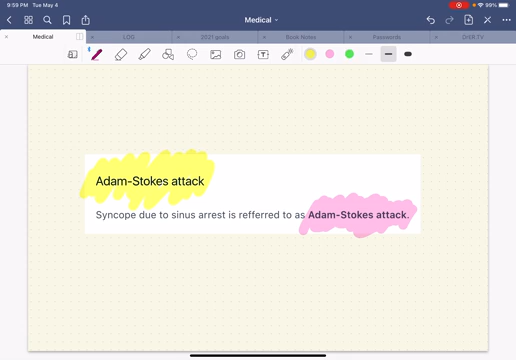 9:59 PM Tue May 4
99%
Medical
Medical
LOG
2021 goals
Book Notes
Passwords
DrER.TV
Adam-Stokes attack
Syncope due to sinus arrest is refferred to as Adam-Stokes attack.